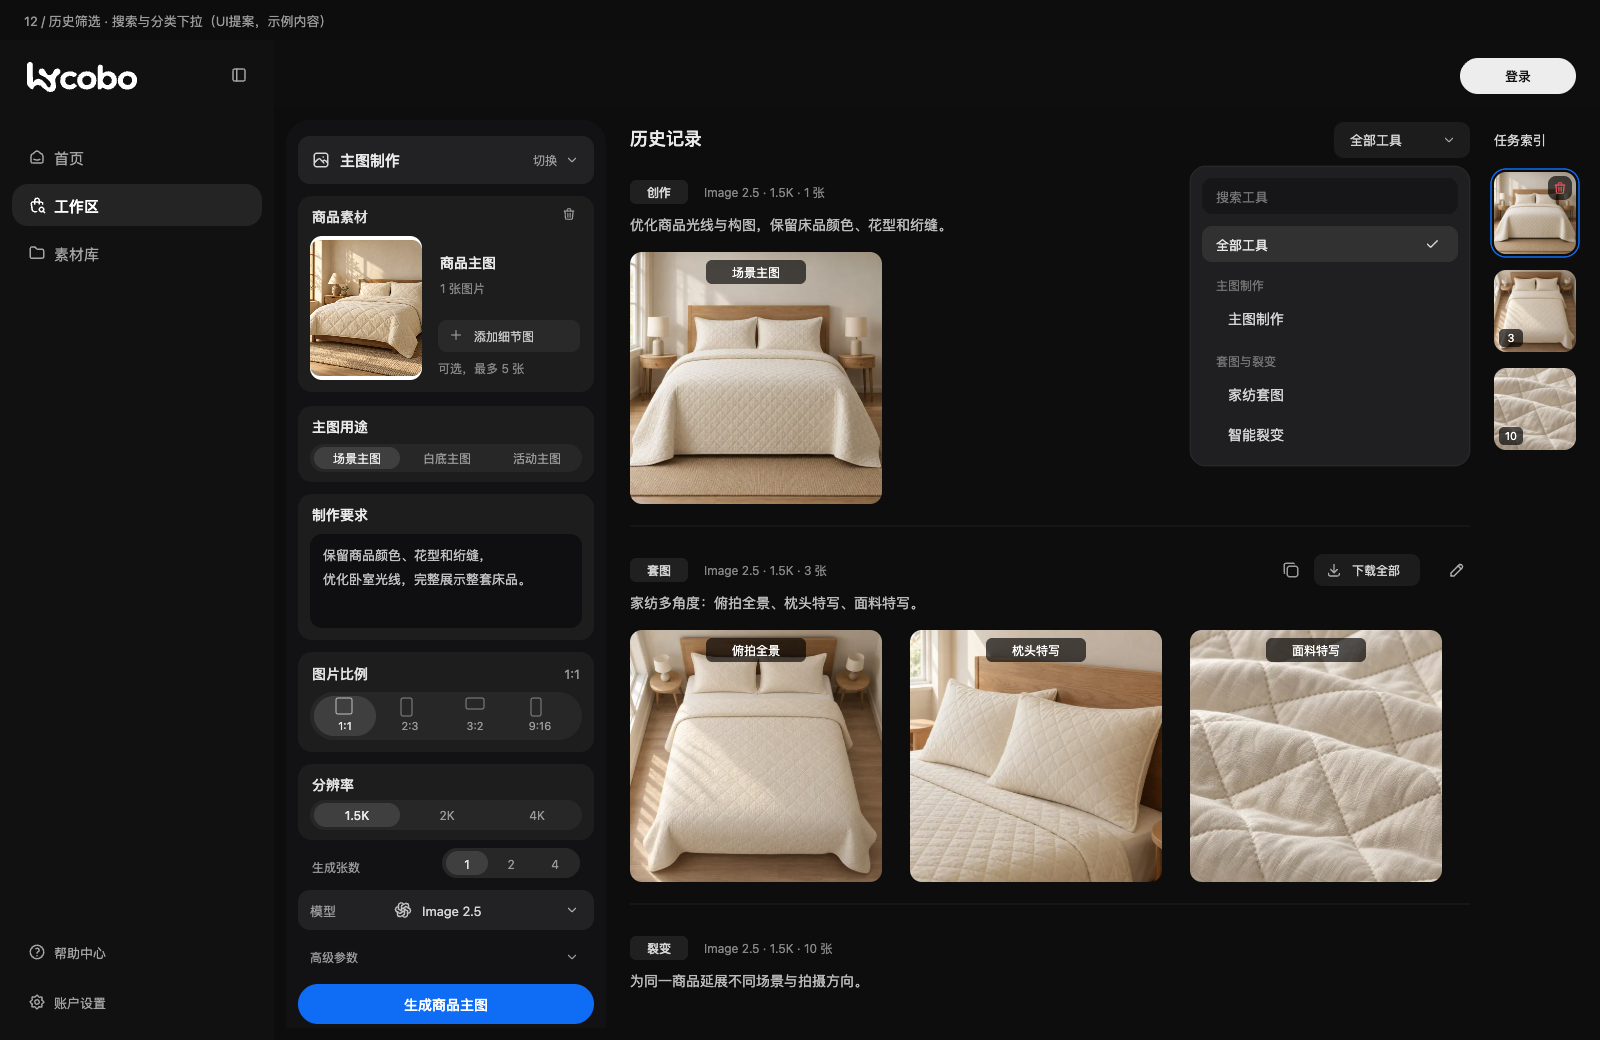 12 / 历史筛选 · 搜索与分类下拉（UI提案，示例内容）
lycobo
登录
首页
工作区
素材库
帮助中心
账户设置
主图制作
切换
商品素材
商品主图
1 张图片
添加细节图
可选，最多 5 张
主图用途
场景主图 白底主图 活动主图
制作要求
保留商品颜色、花型和绗缝，
优化卧室光线，完整展示整套床品。
图片比例
1:1
1:1 2:3 3:2 9:16
分辨率
1.5K 2K 4K
生成张数
1 2 4
模型
Image 2.5
高级参数
生成商品主图
历史记录
全部工具
创作
Image 2.5 · 1.5K · 1 张
优化商品光线与构图，保留床品颜色、花型和绗缝。
场景主图
搜索工具
全部工具
主图制作
主图制作
套图与裂变
家纺套图
智能裂变
套图
Image 2.5 · 1.5K · 3 张
下载全部
家纺多角度：俯拍全景、枕头特写、面料特写。
俯拍全景
枕头特写
面料特写
裂变
Image 2.5 · 1.5K · 10 张
为同一商品延展不同场景与拍摄方向。
任务索引
3
10